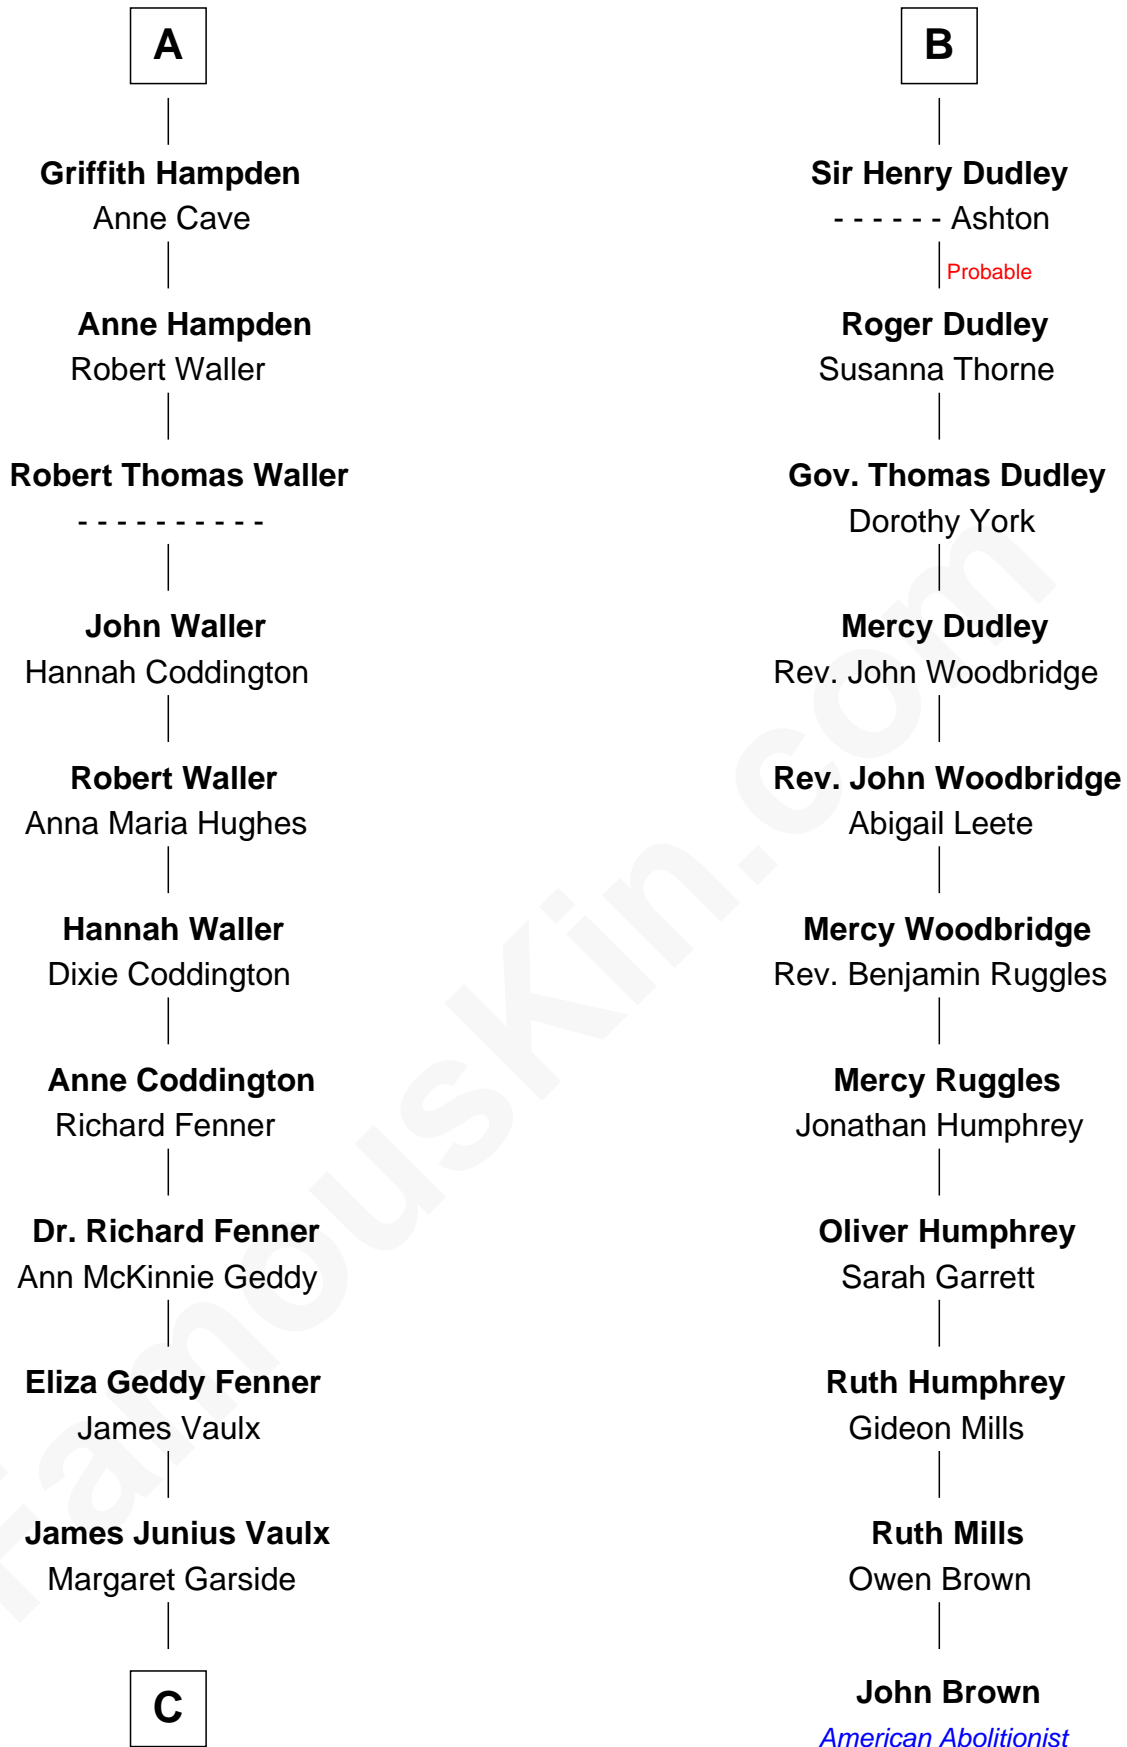 A
Griffith Hampden
Anne Cave
Anne Hampden
Robert Waller
Robert Thomas Waller
- - - - - - - - - -
John Waller
Hannah Coddington
Robert Waller
Anna Maria Hughes
Hannah Waller
Dixie Coddington
Anne Coddington
Richard Fenner
Dr. Richard Fenner
Ann McKinnie Geddy
Eliza Geddy Fenner
James Vaulx
James Junius Vaulx
Margaret Garside
C
B
Sir Henry Dudley
- - - - - - Ashton
Probable
Roger Dudley
Susanna Thorne
Gov. Thomas Dudley
Dorothy York
Mercy Dudley
Rev. John Woodbridge
Rev. John Woodbridge
Abigail Leete
Mercy Woodbridge
Rev. Benjamin Ruggles
Mercy Ruggles
Jonathan Humphrey
Oliver Humphrey
Sarah Garrett
Ruth Humphrey
Gideon Mills
Ruth Mills
Owen Brown
John Brown
American Abolitionist
FamousKin.com